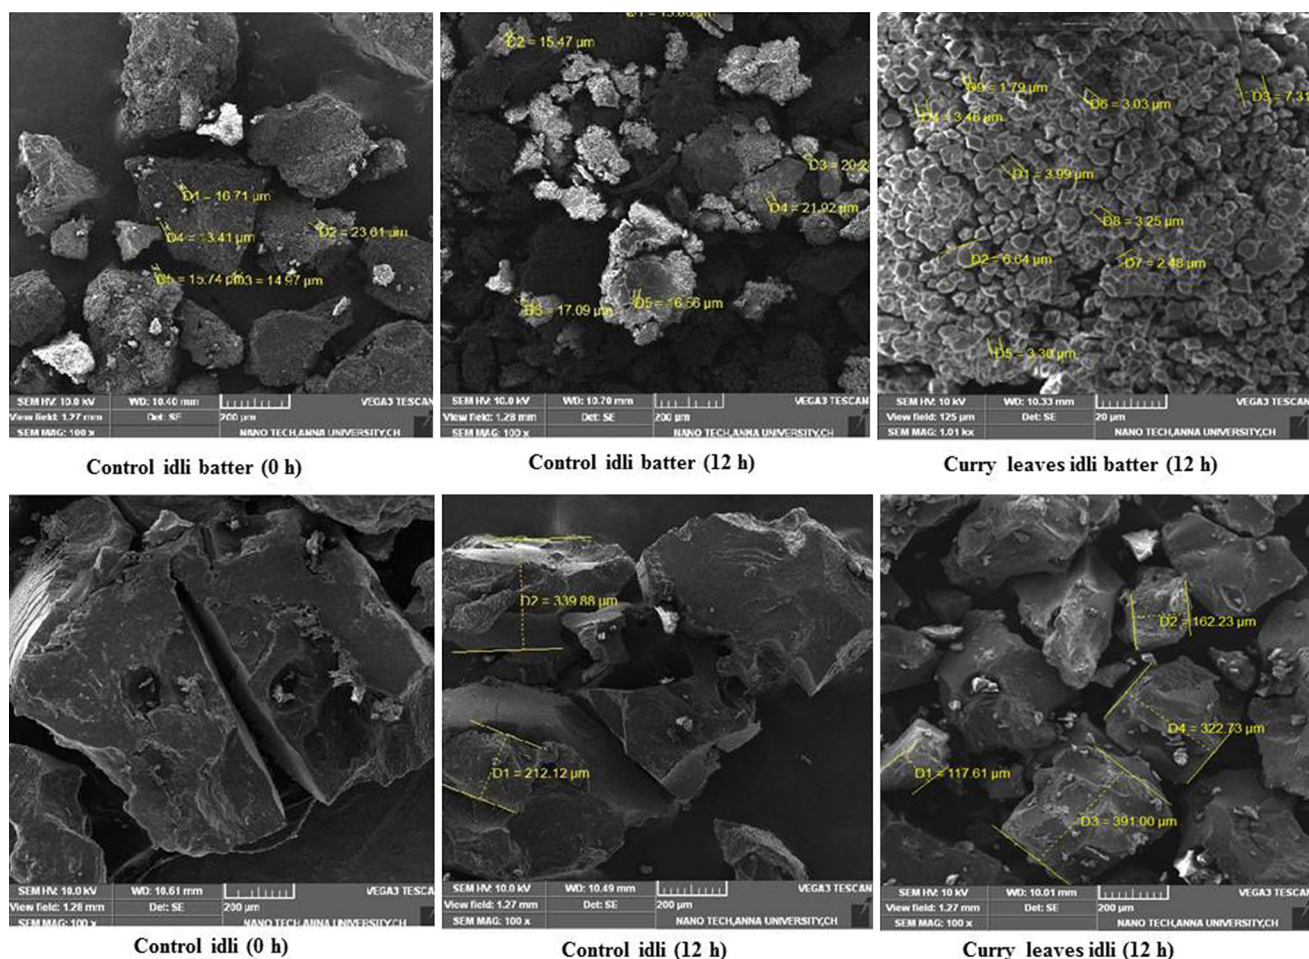 D1 = 16.71 µm
D4 = 13.41 µm
D2 = 23.61 µm
D5 = 15.74 µm
D3 = 14.97 µm
SEM HV: 10.0 kV WD: 10.40 mm VEGA3 TESCAN
View field: 1.27 mm Det: SE 200 µm
SEM MAG: 100 x NANO TECH,ANNA UNIVERSITY,CH
Control idli batter (0 h)
D2 = 15.47 µm
D4 = 21.92 µm
= 17.09 µm
D5 = 16.56 µm
SEM HV: 10.0 kV WD: 10.70 mm VEGA3 TESCAN
View field: 1.28 mm Det: SE 200 µm
SEM MAG: 100 x NANO TECH,ANNA UNIVERSITY,CH
Control idli batter (12 h)
D9 = 1.79 µm
D6 = 3.03 µm
D3 = 7.31
D4 = 3.46 µm
D1 = 3.99 µm
D8 = 3.25 µm
D2 = 6.64 µm
D7 = 2.48 µm
D5 = 3.30 µm
SEM HV: 10 kV WD: 10.33 mm VEGA3 TESCAN
View field: 125 µm Det: SE 20 µm
SEM MAG: 1.01 kx NANO TECH,ANNA UNIVERSITY,CH
Curry leaves idli batter (12 h)
SEM HV: 10.0 kV WD: 10.61 mm VEGA3 TESCAN
View field: 1.28 mm Det: SE 200 µm
SEM MAG: 100 x NANO TECH,ANNA UNIVERSITY,CH
Control idli (0 h)
D2 = 339.88 µm
D1 = 212.12 µm
SEM HV: 10.0 kV WD: 10.49 mm VEGA3 TESCAN
View field: 1.27 mm Det: SE 200 µm
SEM MAG: 100 x NANO TECH,ANNA UNIVERSITY,CH
Control idli (12 h)
D2 = 162.23 µm
D4 = 322.73 µm
D1 = 117.61 µm
D3 = 391.00 µm
SEM HV: 10 kV WD: 10.01 mm VEGA3 TESCAN
View field: 1.27 mm Det: SE 200 µm
SEM MAG: 100 x NANO TECH,ANNA UNIVERSITY,CH
Curry leaves idli (12 h)